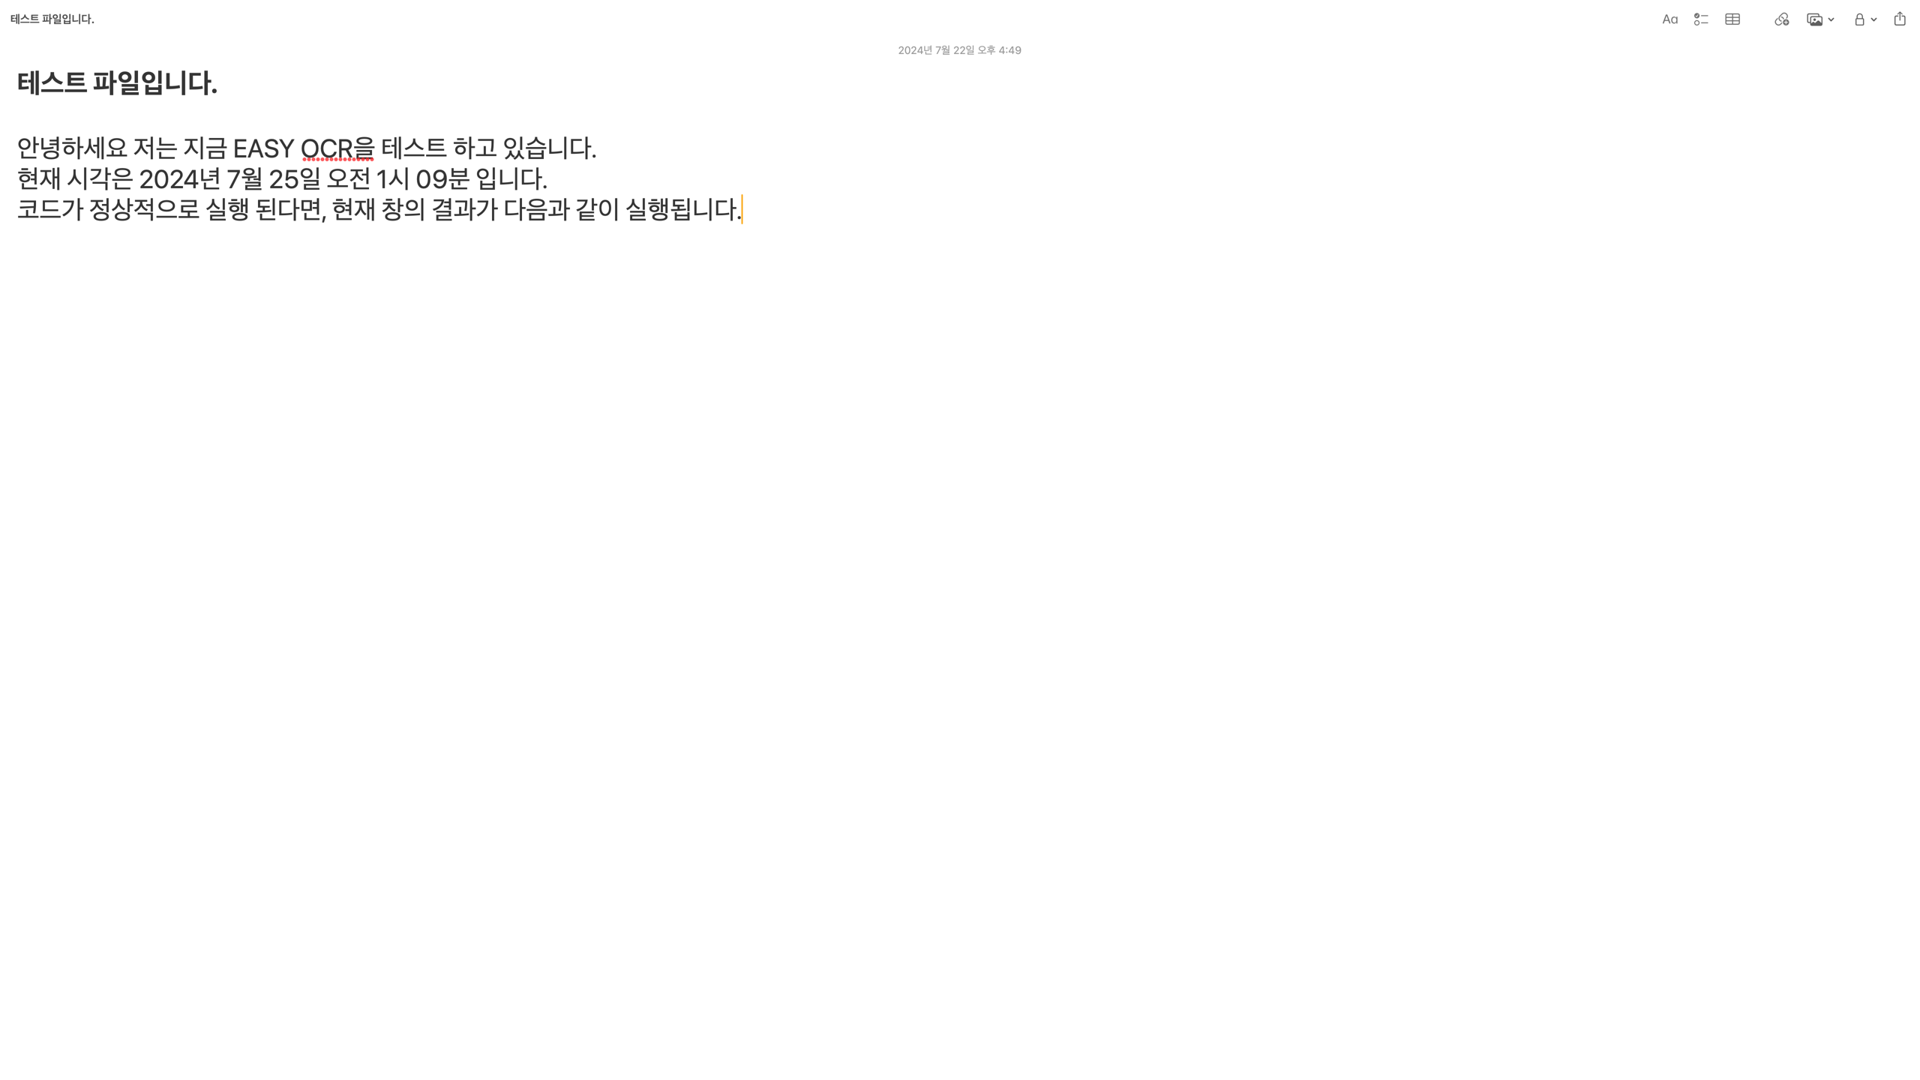 테스트 파일입니다.
Aa
2024년 7월 22일 오후 4:49
테스트 파일입니다.
안녕하세요 저는 지금 EASY OCR을 테스트 하고 있습니다.
현재 시각은 2024년 7월 25일 오전 1시 09분 입니다.
코드가 정상적으로 실행 된다면, 현재 창의 결과가 다음과 같이 실행됩니다.